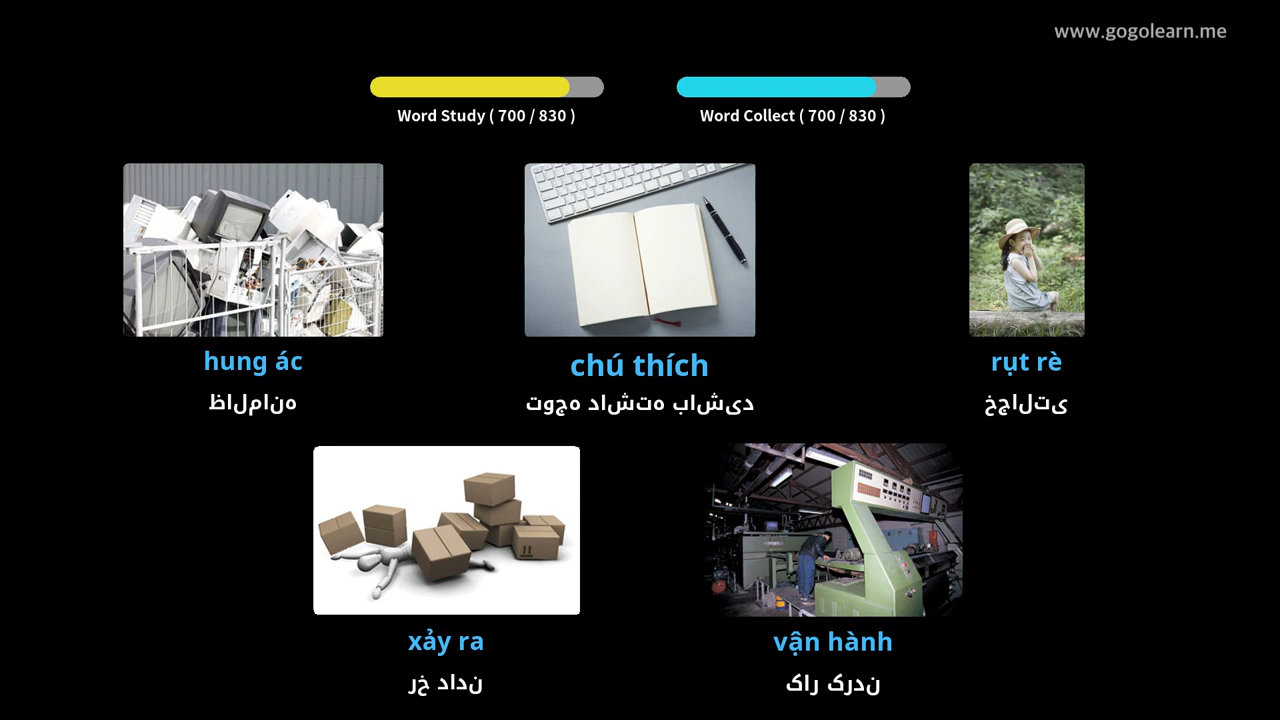 www.gogolearn.me
Word Study ( 700 / 830 )
Word Collect ( 700 / 830 )
hung ác
ظالمانه
chú thích
توجه داشته باشید
rụt rè
خجالتی
xảy ra
رخ دادن
vận hành
کار کردن